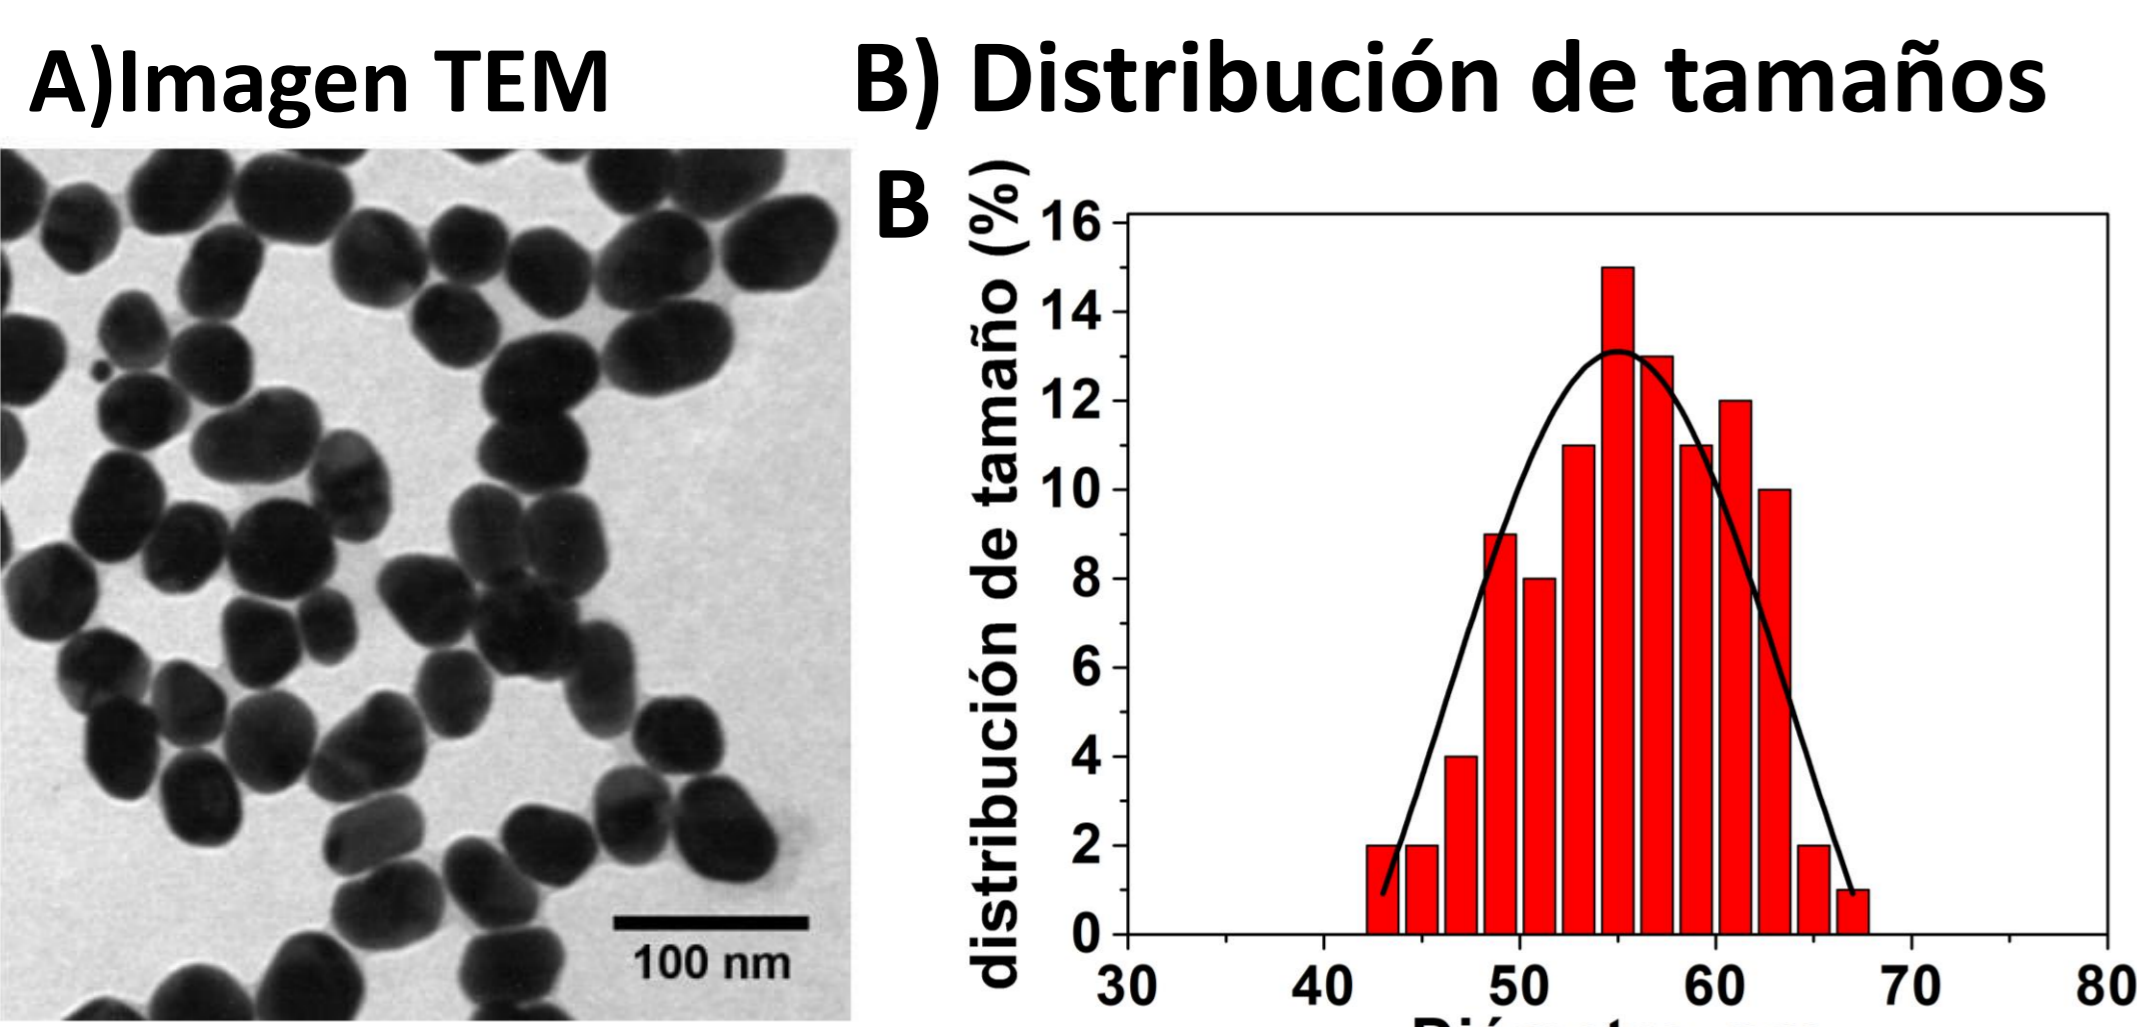 A)Imagen TEM
B) Distribución de tamaños
100 nm
B
distribución de tamaño (%)
16
14
12
10
8
6
4
2
0
30 40 50 60 70 80